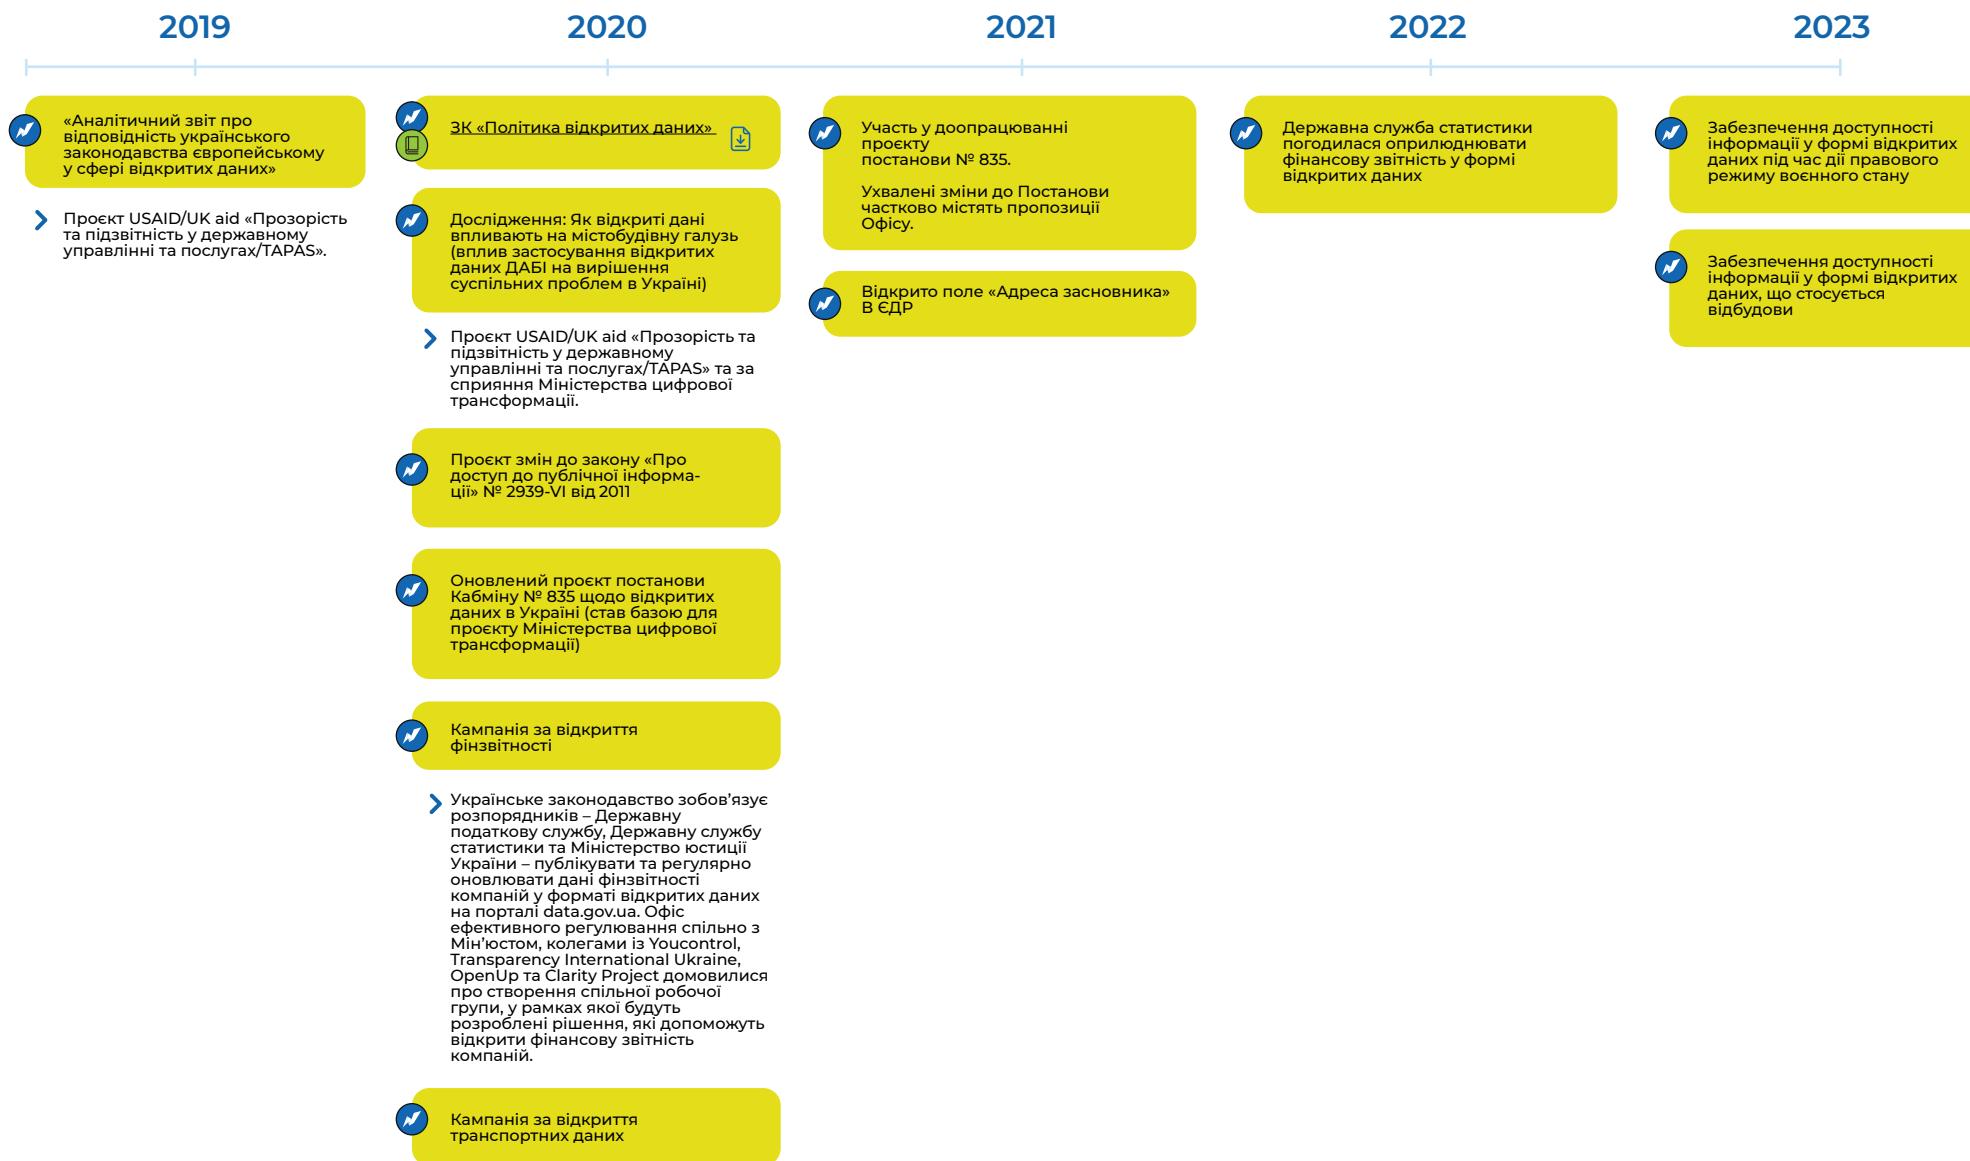 2019
2020
2021
2022
2023
«Аналітичний звіт про
відповідність українського
законодавства європейському
у сфері відкритих даних»
Проєкт USAID/UK aid «Прозорість
та підзвітність у державному
управлінні та послугах/TAPAS».
ЗК «Політика відкритих даних»
Дослідження: Як відкриті дані
впливають на містобудівну галузь
(вплив застосування відкритих
даних ДАБІ на вирішення
суспільних проблем в Україні)
Проєкт USAID/UK aid «Прозорість та
підзвітність у державному
управлінні та послугах/TAPAS» та за
сприяння Міністерства цифрової
трансформації.
Проєкт змін до закону «Про
доступ до публічної інформа-
ції» № 2939-VI від 2011
Оновлений проєкт постанови
Кабміну № 835 щодо відкритих
даних в Україні (став базою для
проєкту Міністерства цифрової
трансформації)
Кампанія за відкриття
фінзвітності
Українське законодавство зобов’язує
розпорядників – Державну
податкову службу, Державну службу
статистики та Міністерство юстиції
України – публікувати та регулярно
оновлювати дані фінзвітності
компаній у форматі відкритих даних
на порталі data.gov.ua. Офіс
ефективного регулювання спільно з
Мін’юстом, колегами із Youcontrol,
Transparency International Ukraine,
OpenUp та Clarity Project домовилися
про створення спільної робочої
групи, у рамках якої будуть
розроблені рішення, які допоможуть
відкрити фінансову звітність
компаній.
Кампанія за відкриття
транспортних даних
Участь у доопрацюванні
проєкту
постанови № 835.
Ухвалені зміни до Постанови
частково містять пропозиції
Офісу.
Відкрито поле «Адреса засновника»
В ЄДР
Державна служба статистики
погодилася оприлюднювати
фінансову звітність у формі
відкритих даних
Забезпечення доступності
інформації у формі відкритих
даних під час дії правового
режиму воєнного стану
Забезпечення доступності
інформації у формі відкритих
даних, що стосується
відбудови